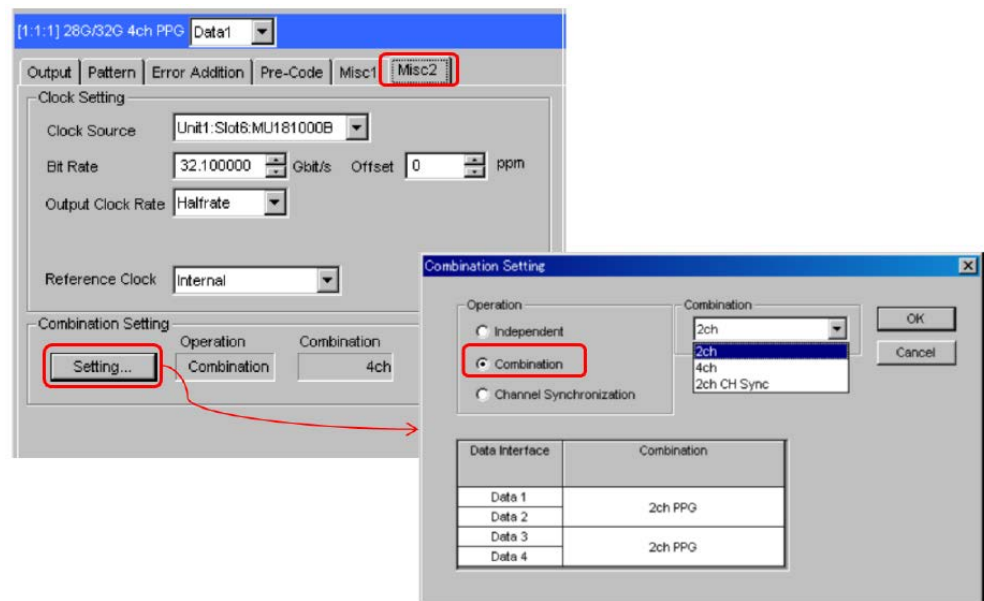 [1:1:1] 28G/32G 4ch PPG Data1
Output Pattern Error Addition Pre-Code Misc1 Misc2
Clock Setting
Clock Source Unit1:Slot6:MU181000B
Bit Rate 32.100000 Gbit/s Offset 0 ppm
Output Clock Rate Halfrate
Reference Clock Internal
Combination Setting
Operation Combination
Setting... Combination 4ch
Combination Setting
Operation
Independent
Combination
Channel Synchronization
Combination
2ch
2ch
4ch
2ch CH Sync
OK
Cancel
Data Interface Combination
Data 1
Data 2
2ch PPG
Data 3
Data 4
2ch PPG